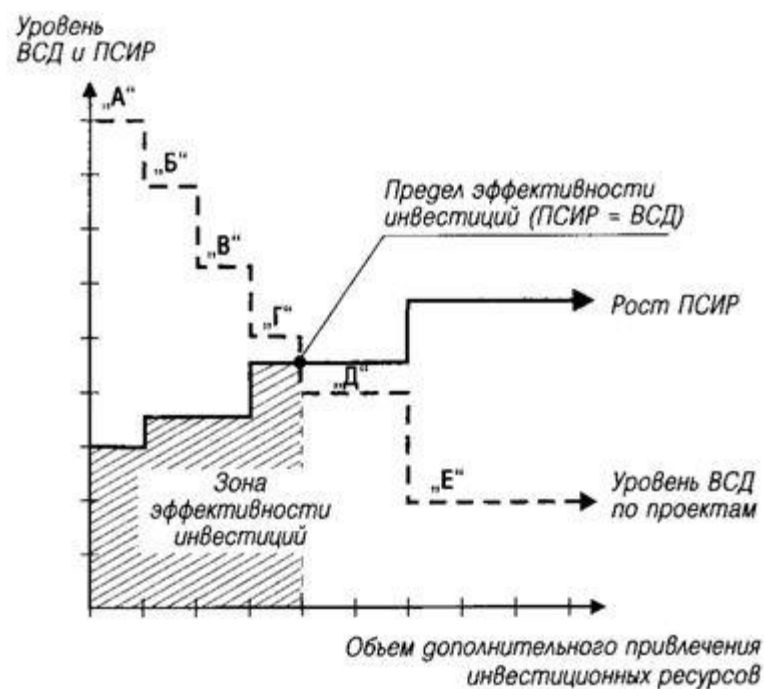 Уровень
ВСД и ПСИР
„А“
„Б“
„В“
„Г“
Предел эффективности
инвестиций (ПСИР = ВСД)
Рост ПСИР
„Д“
„Е“
Уровень ВСД
по проектам
Зона
эффективности
инвестиций
Объем дополнительного привлечения
инвестиционных ресурсов